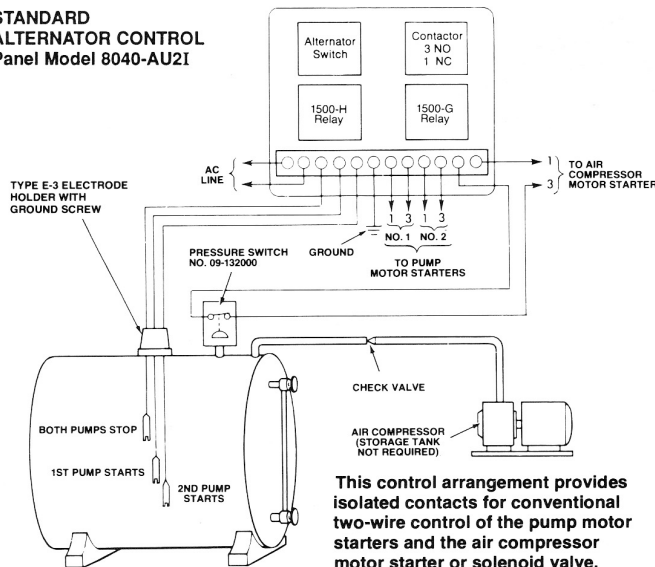 STANDARD
ALTERNATOR CONTROL
Panel Model 8040-AU2I
Alternator
Switch
Contactor
3 NO
1 NC
1500-H
Relay
1500-G
Relay
AC
LINE
1
3
TO AIR
COMPRESSOR
MOTOR STARTER
TYPE E-3 ELECTRODE
HOLDER WITH
GROUND SCREW
GROUND
1 3 1 3
NO. 1 NO. 2
TO PUMP
MOTOR STARTERS
PRESSURE SWITCH
NO. 09-132000
CHECK VALVE
BOTH PUMPS STOP
1ST PUMP STARTS
2ND PUMP
STARTS
AIR COMPRESSOR
(STORAGE TANK
NOT REQUIRED)
This control arrangement provides
isolated contacts for conventional
two-wire control of the pump motor
starters and the air compressor
motor starter or solenoid valve.